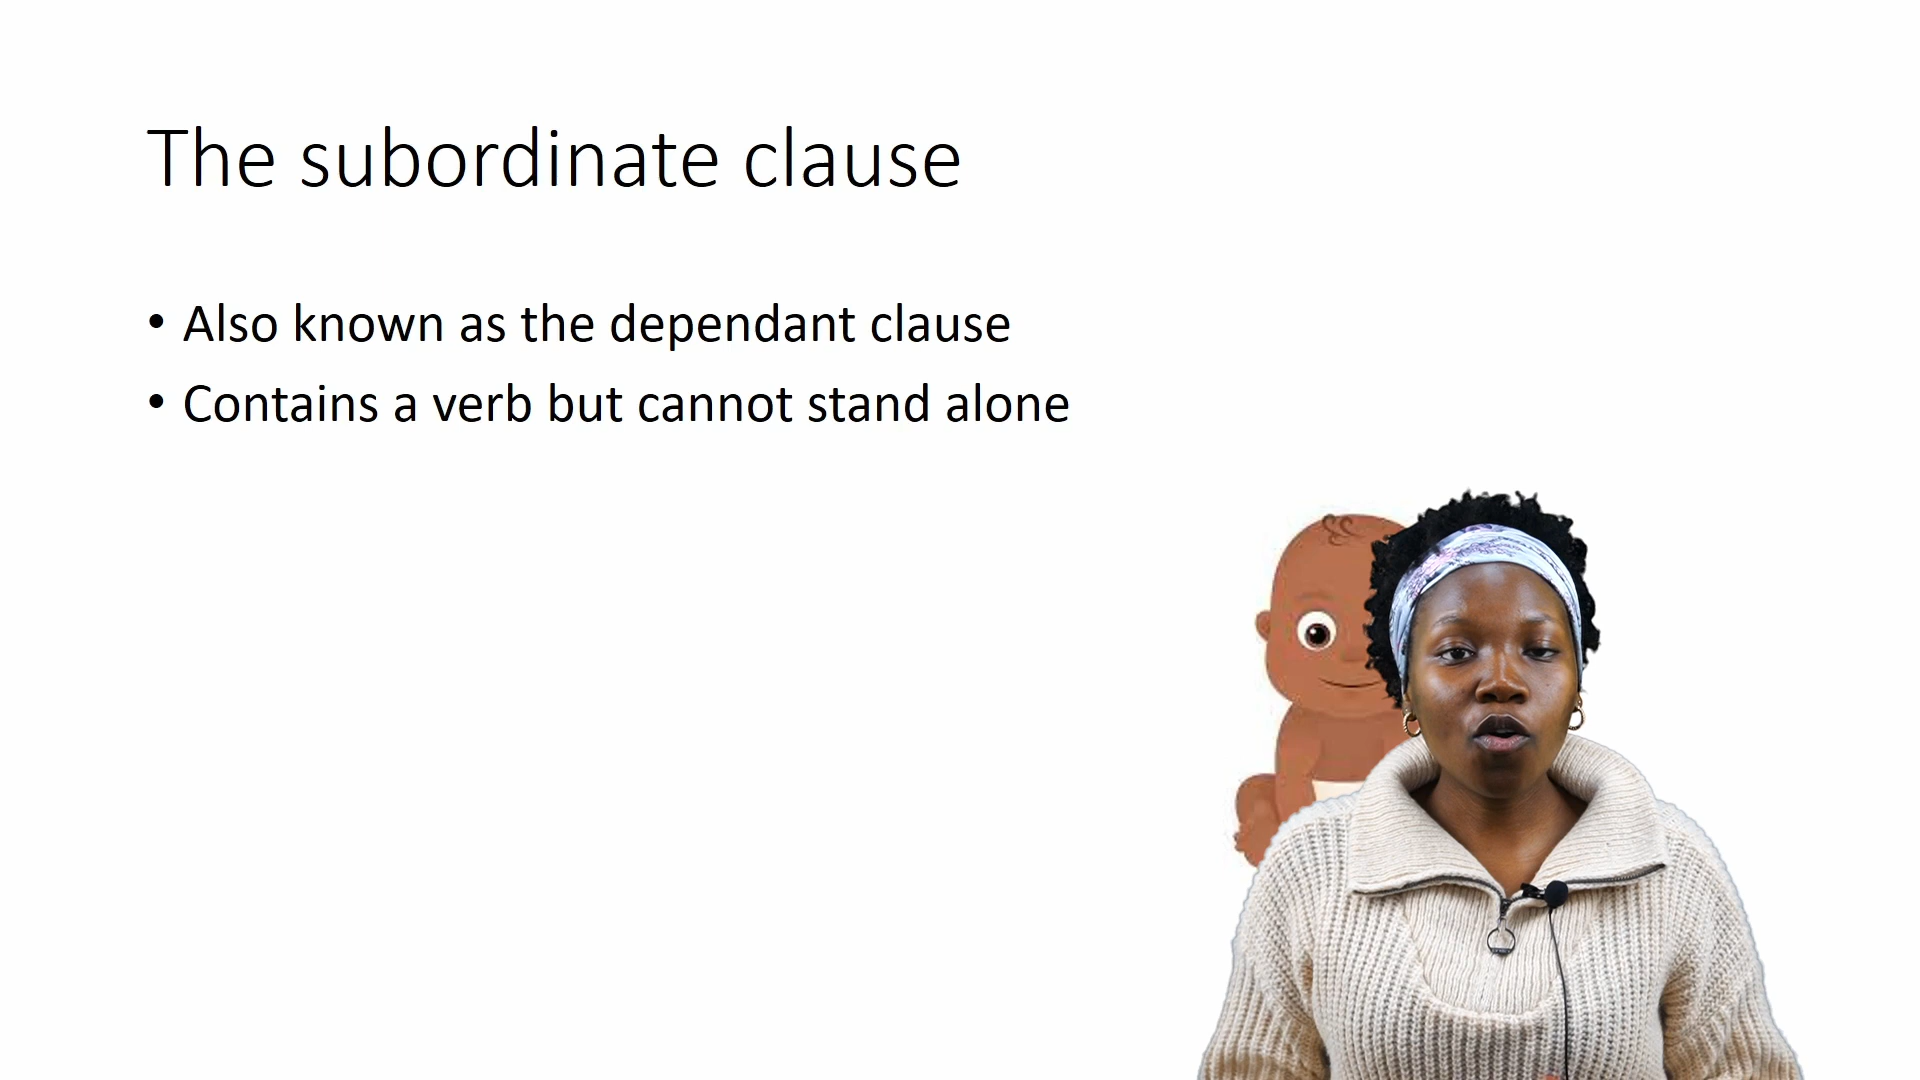 The subordinate clause
• Also known as the dependant clause
• Contains a verb but cannot stand alone